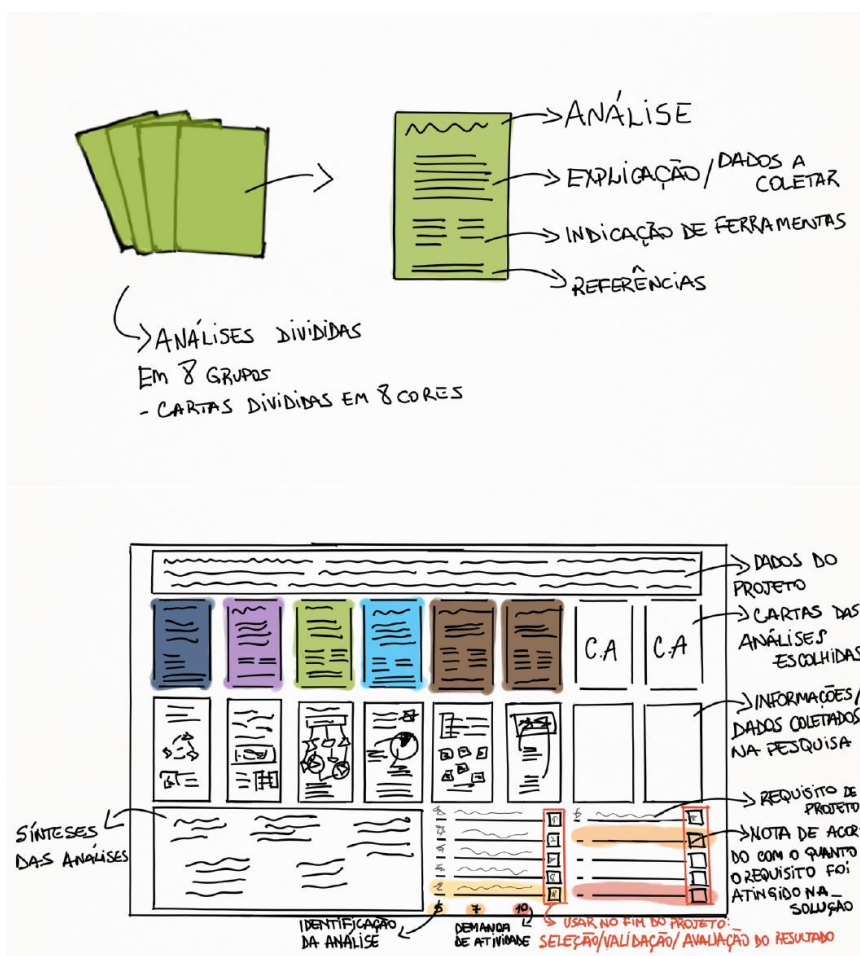 ANÁLISE
EXPLICAÇÃO/DADOS A
COLETAR
INDICAÇÃO DE FERRAMENTAS
REFERÊNCIAS
ANÁLISES DIVIDIDAS
EM 8 GRUPOS
- CARTAS DIVIDIDAS EM 8 CORES
DADOS DO
PROJETO
CARTAS DAS
ANÁLISES
ESCOLHIDAS
C.A C.A
INFORMAÇÕES/
DADOS COLETADOS
NA PESQUISA
REQUISITO DE
PROJETO
NOTA DE ACOR
DO COM O QUANTO
O REQUISITO FOI
ATINGIDO NA
SOLUÇÃO
SÍNTESES
DAS ANÁLISES
7 10
IDENTIFICAÇÃO
DA ANÁLISE
DEMANDA
DE ATIVIDADE
USAR NO FIM DO PROJETO:
SELEÇÃO/VALIDAÇÃO/AVALIAÇÃO DO RESULTADO